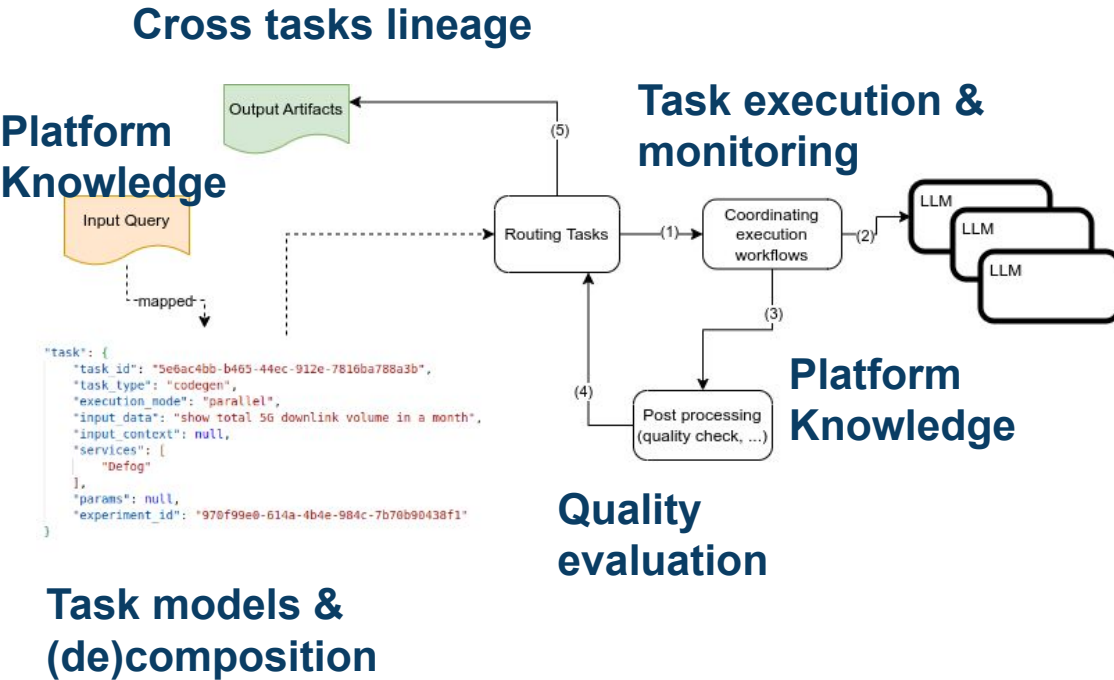 Cross tasks lineage
Output Artifacts
(5)
Task execution &
monitoring
Platform
Knowledge
Input Query
Routing Tasks
(1)
Coordinating
execution
workflows
(2)
LLM
LLM
LLM
mapped
(3)
"task": {
"task_id": "5e6ac4bb-b465-44ec-912e-7816ba788a3b",
"task_type": "codegen",
"execution_mode": "parallel",
"input_data": "show total 5G downlink volume in a month",
"input_context": null,
"services": [
"Defog"
],
"params": null,
"experiment_id": "970f99e0-614a-4b4e-984c-7b70b90438f1"
}
(4)
Post processing
(quality check, ...)
Platform
Knowledge
Quality
evaluation
Task models &
(de)composition